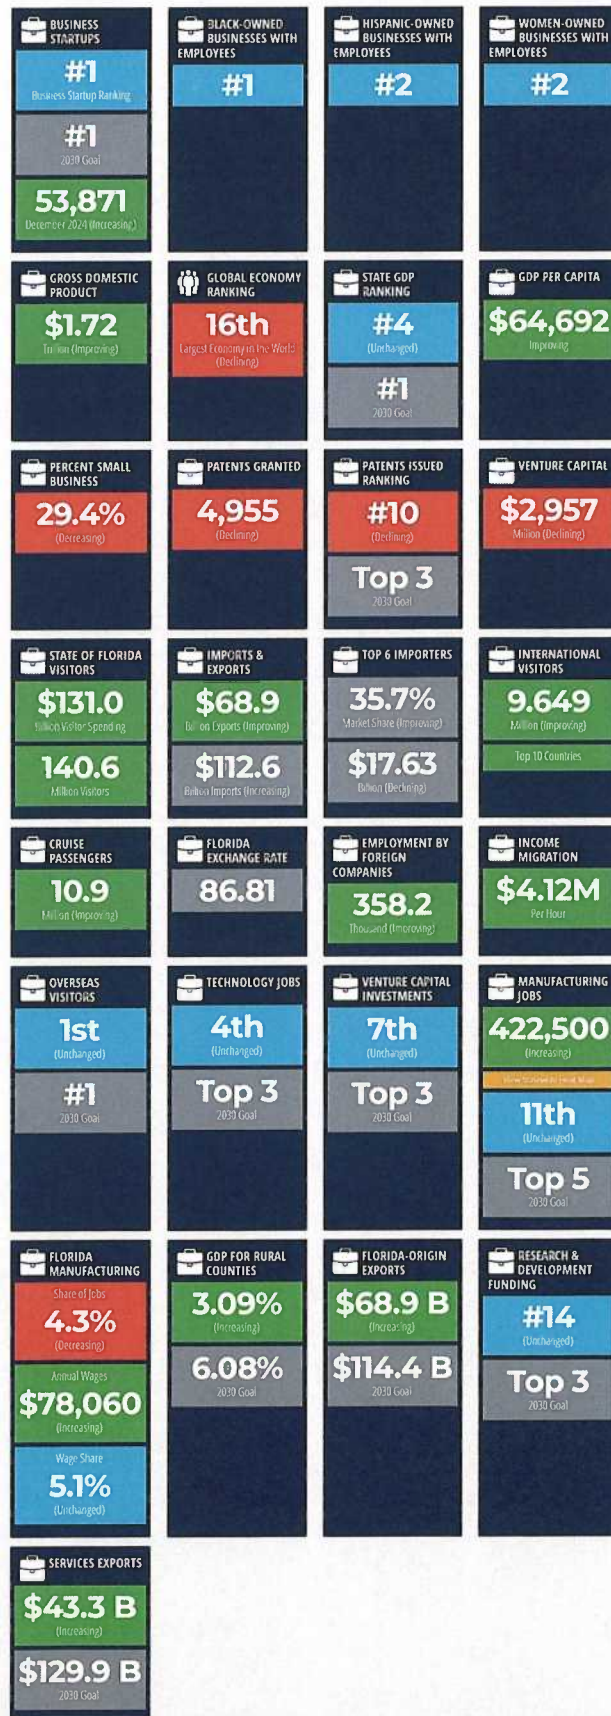 BUSINESS
STARTUPS
#1
Business Startup Ranking
#1
2030 Goal
53,871
December 2024 (Increasing)
BLACK-OWNED
BUSINESSES WITH
EMPLOYEES
#1
HISPANIC-OWNED
BUSINESSES WITH
EMPLOYEES
#2
WOMEN-OWNED
BUSINESSES WITH
EMPLOYEES
#2
GROSS DOMESTIC
PRODUCT
$1.72
Trillion (Improving)
GLOBAL ECONOMY
RANKING
16th
Largest Economy in the World
(Declining)
STATE GDP
RANKING
#4
(Unchanged)
#1
2030 Goal
GDP PER CAPITA
$64,692
Improving
PERCENT SMALL
BUSINESS
29.4%
(Decreasing)
PATENTS GRANTED
4,955
(Declining)
PATENTS ISSUED
RANKING
#10
(Declining)
Top 3
2030 Goal
VENTURE CAPITAL
$2,957
Million (Declining)
STATE OF FLORIDA
VISITORS
$131.0
Billion Visitor Spending
140.6
Million Visitors
IMPORTS &
EXPORTS
$68.9
Billion Exports (Improving)
$112.6
Billion Imports (Increasing)
TOP 6 IMPORTERS
35.7%
Market Share (Improving)
$17.63
Billion (Declining)
INTERNATIONAL
VISITORS
9.649
Million (Improving)
Top 10 Countries
CRUISE
PASSENGERS
10.9
Million (Improving)
FLORIDA
EXCHANGE RATE
86.81
EMPLOYMENT BY
FOREIGN
COMPANIES
358.2
Thousand (Improving)
INCOME
MIGRATION
$4.12M
Per Hour
OVERSEAS
VISITORS
1st
(Unchanged)
#1
2030 Goal
TECHNOLOGY JOBS
4th
(Unchanged)
Top 3
2030 Goal
VENTURE CAPITAL
INVESTMENTS
7th
(Unchanged)
Top 3
2030 Goal
MANUFACTURING
JOBS
422,500
(Increasing)
11th
(Unchanged)
Top 5
2030 Goal
FLORIDA
MANUFACTURING
Share of Jobs
4.3%
(Decreasing)
Annual Wages
$78,060
(Increasing)
Wage Share
5.1%
(Unchanged)
GDP FOR RURAL
COUNTIES
3.09%
(Increasing)
6.08%
2030 Goal
FLORIDA-ORIGIN
EXPORTS
$68.9 B
(Increasing)
$114.4 B
2030 Goal
RESEARCH &
DEVELOPMENT
FUNDING
#14
(Unchanged)
Top 3
2030 Goal
SERVICES EXPORTS
$43.3 B
(Increasing)
$129.9 B
2030 Goal